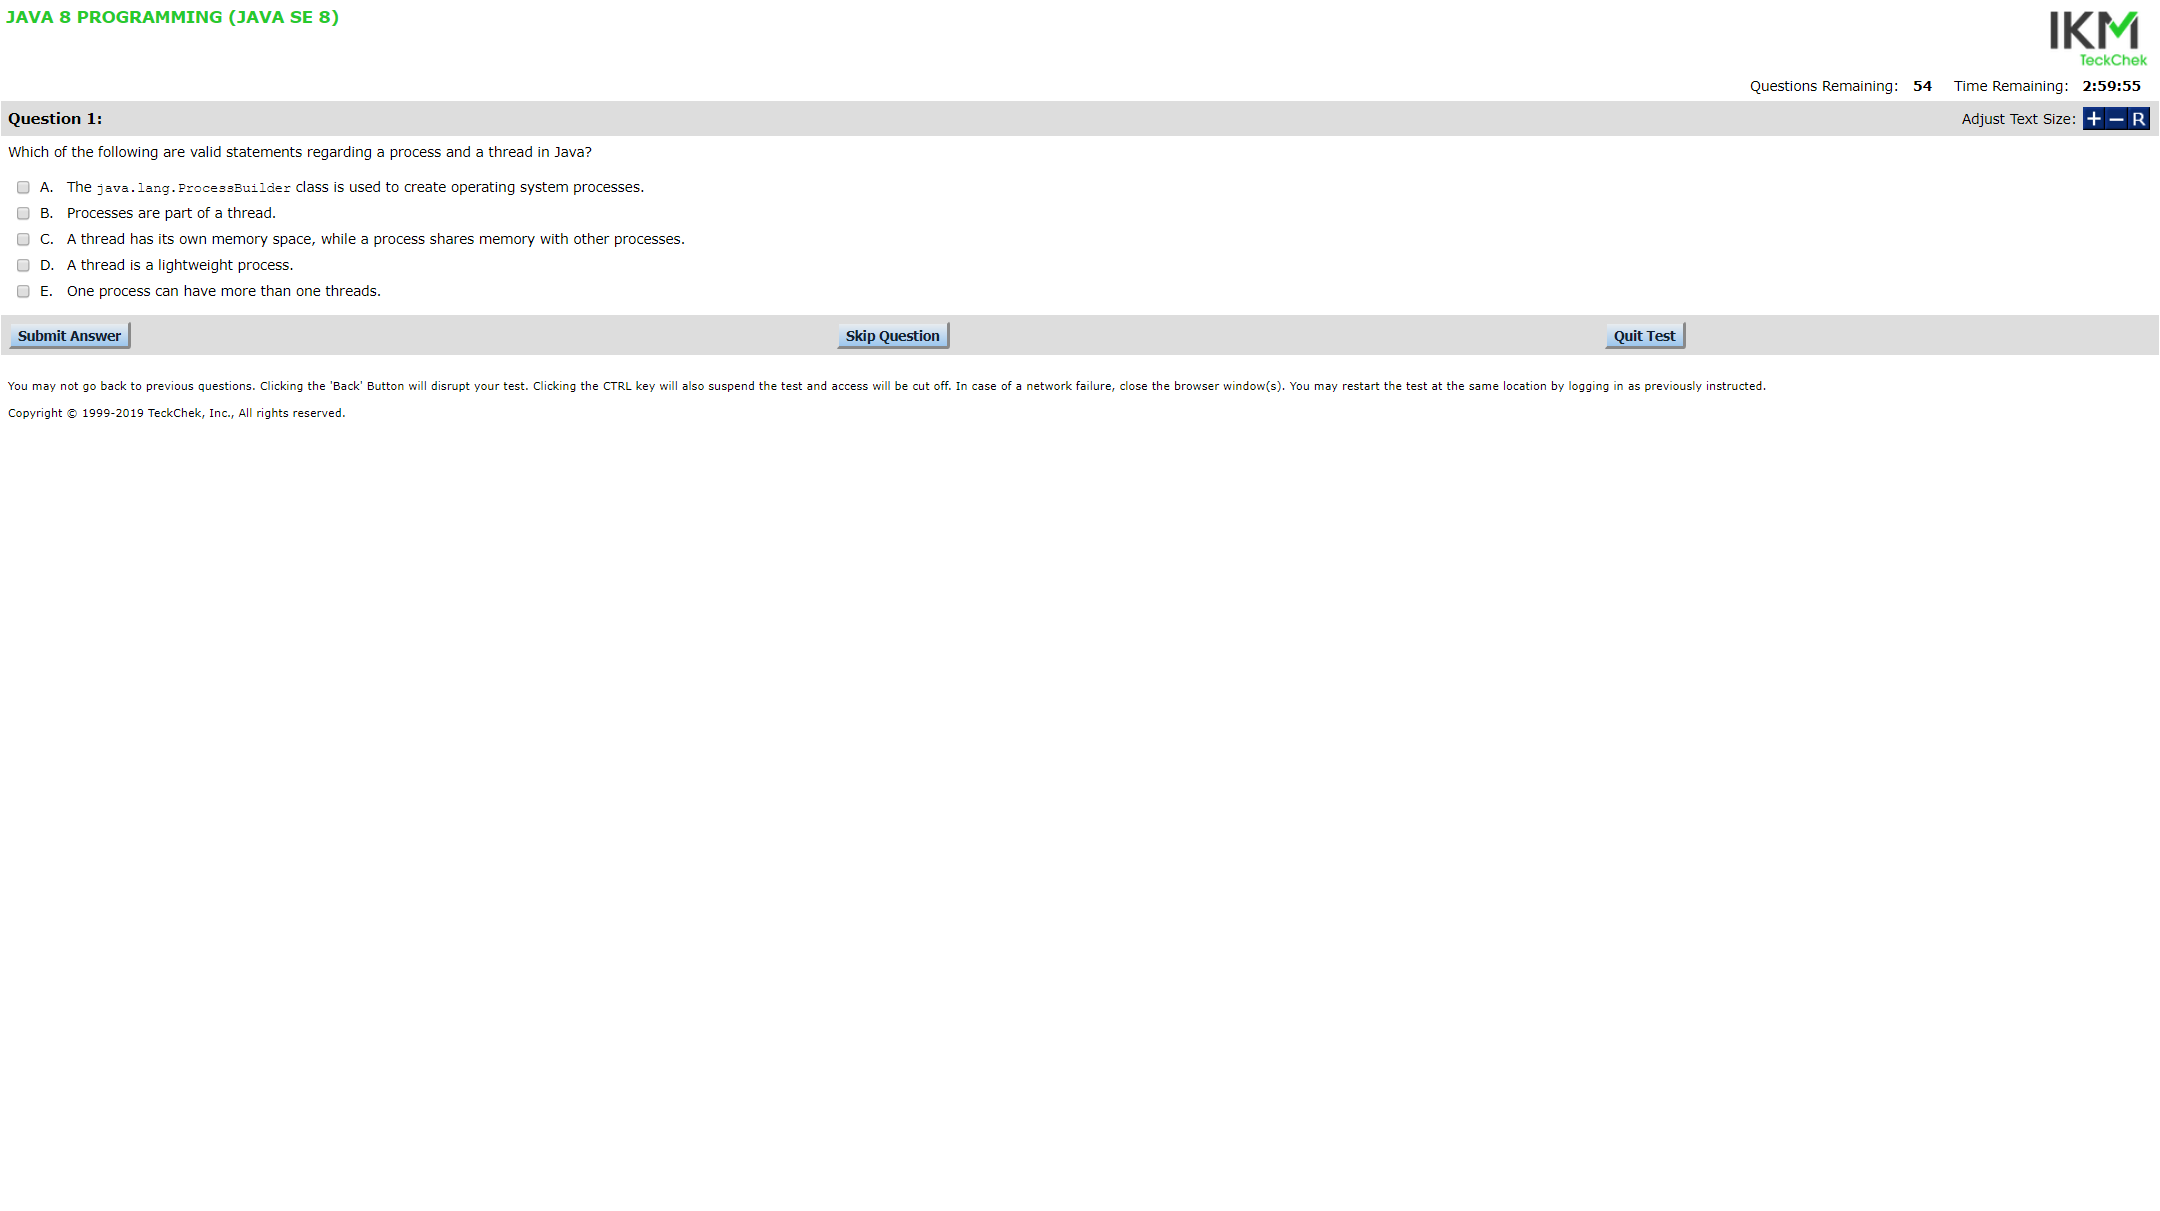 JAVA 8 PROGRAMMING (JAVA SE 8)
IKM
TeckChek
Questions Remaining: 54 Time Remaining: 2:59:55
Question 1:
Adjust Text Size: + − R
Which of the following are valid statements regarding a process and a thread in Java?
A. The java.lang.ProcessBuilder class is used to create operating system processes.
B. Processes are part of a thread.
C. A thread has its own memory space, while a process shares memory with other processes.
D. A thread is a lightweight process.
E. One process can have more than one threads.
Submit Answer
Skip Question
Quit Test
You may not go back to previous questions. Clicking the 'Back' Button will disrupt your test. Clicking the CTRL key will also suspend the test and access will be cut off. In case of a network failure, close the browser window(s). You may restart the test at the same location by logging in as previously instructed.
Copyright © 1999-2019 TeckChek, Inc., All rights reserved.